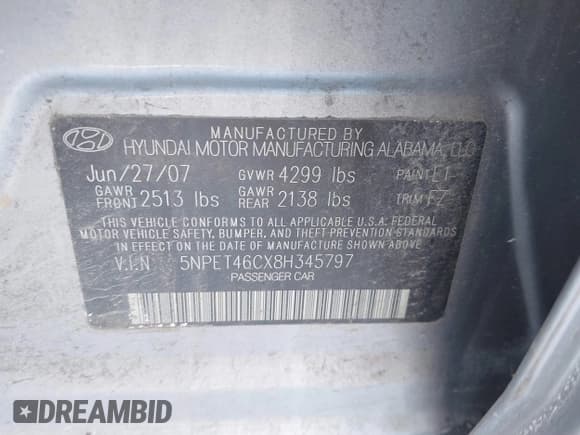 MANUFACTURED BY
HYUNDAI MOTOR MANUFACTURING ALABAMA, LLC
Jun/27/07 GVWR 4299 lbs PAINT
GAWR FRONT 2513 lbs GAWR REAR 2138 lbs TRIM FZ
THIS VEHICLE CONFORMS TO ALL APPLICABLE U.S.A. FEDERAL
MOTOR VEHICLE SAFETY, BUMPER, AND THEFT PREVENTION STANDARDS
IN EFFECT ON THE DATE OF MANUFACTURE SHOWN ABOVE.
V.I.N 5NPET46CX8H345797
PASSENGER CAR
DREAMBID